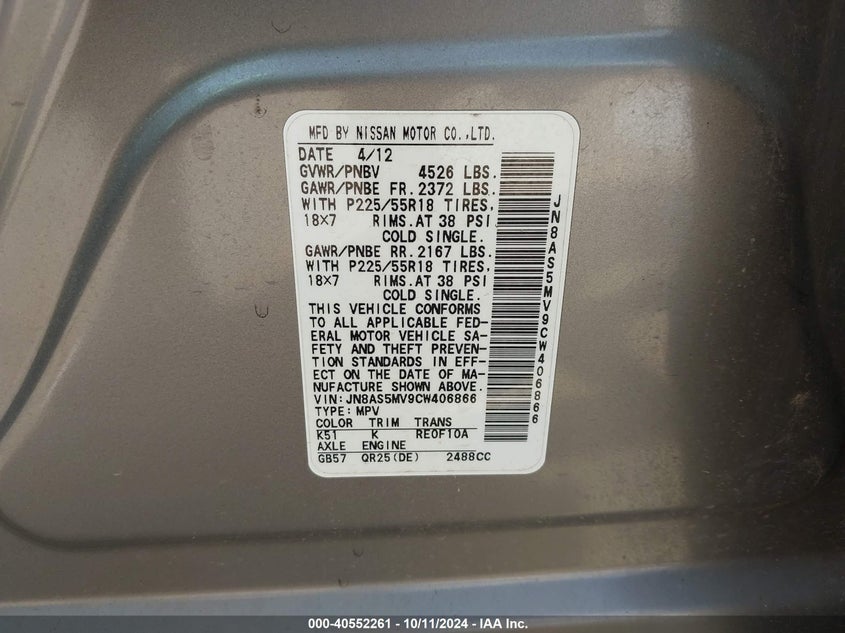 MFD BY NISSAN MOTOR CO.,LTD.
DATE 4/12
GVWR/PNBV 4526 LBS.
GAWR/PNBE FR. 2372 LBS.
WITH P225/55R18 TIRES,
18X7 RIMS.AT 38 PSI
COLD SINGLE.
GAWR/PNBE RR. 2167 LBS.
WITH P225/55R18 TIRES,
18X7 RIMS.AT 38 PSI
COLD SINGLE.
THIS VEHICLE CONFORMS
TO ALL APPLICABLE FED-
ERAL MOTOR VEHICLE SA-
FETY AND THEFT PREVEN-
TION STANDARDS IN EFF-
ECT ON THE DATE OF MA-
NUFACTURE SHOWN ABOVE.
VIN: JN8AS5MV9CW406866
TYPE: MPV
COLOR TRIM TRANS
K51 K RE0F10A
AXLE ENGINE
GB57 QR25(DE) 2488CC
JN8AS5MV9CW406866
000-40552261 - 10/11/2024 - IAA Inc.